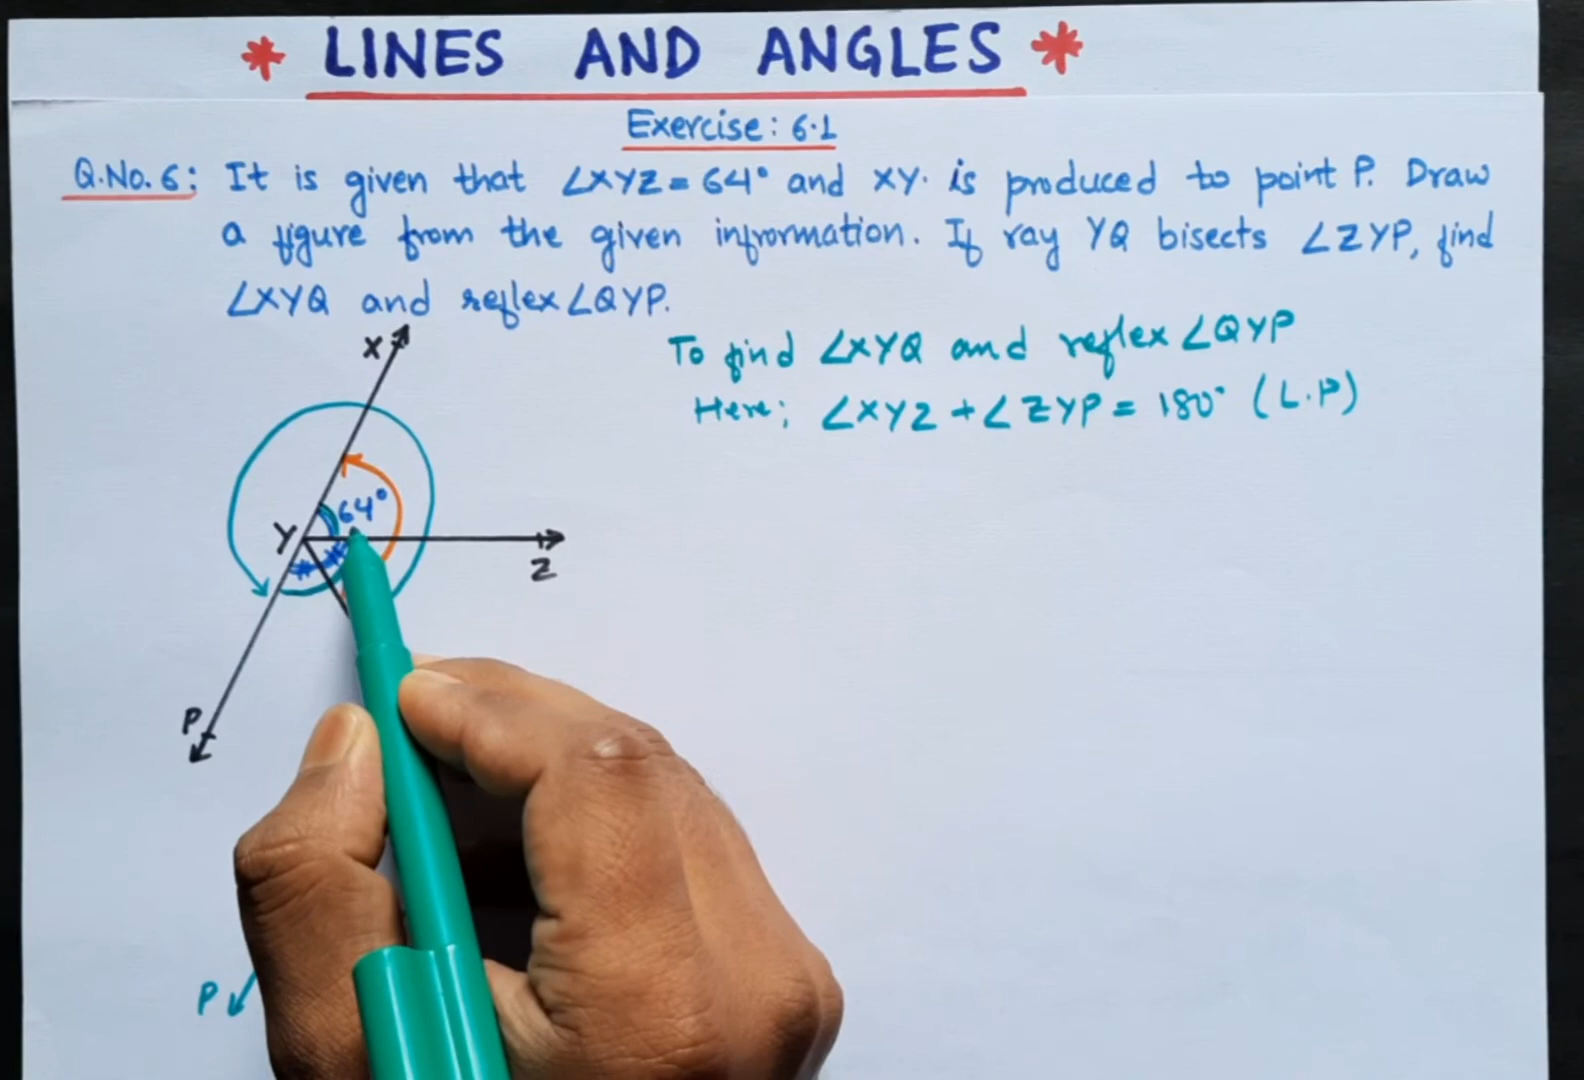 * LINES AND ANGLES *
Exercise: 6.1
Q.No. 6: It is given that ∠XYZ = 64° and XY. is produced to point P. Draw
a figure from the given information. If ray YQ bisects ∠ZYP, find
∠XYQ and reflex ∠QYP.
X
To find ∠XYQ and reflex ∠QYP
Here; ∠XYZ + ∠ZYP = 180° (L.P)
64°
Y
Z
P
P